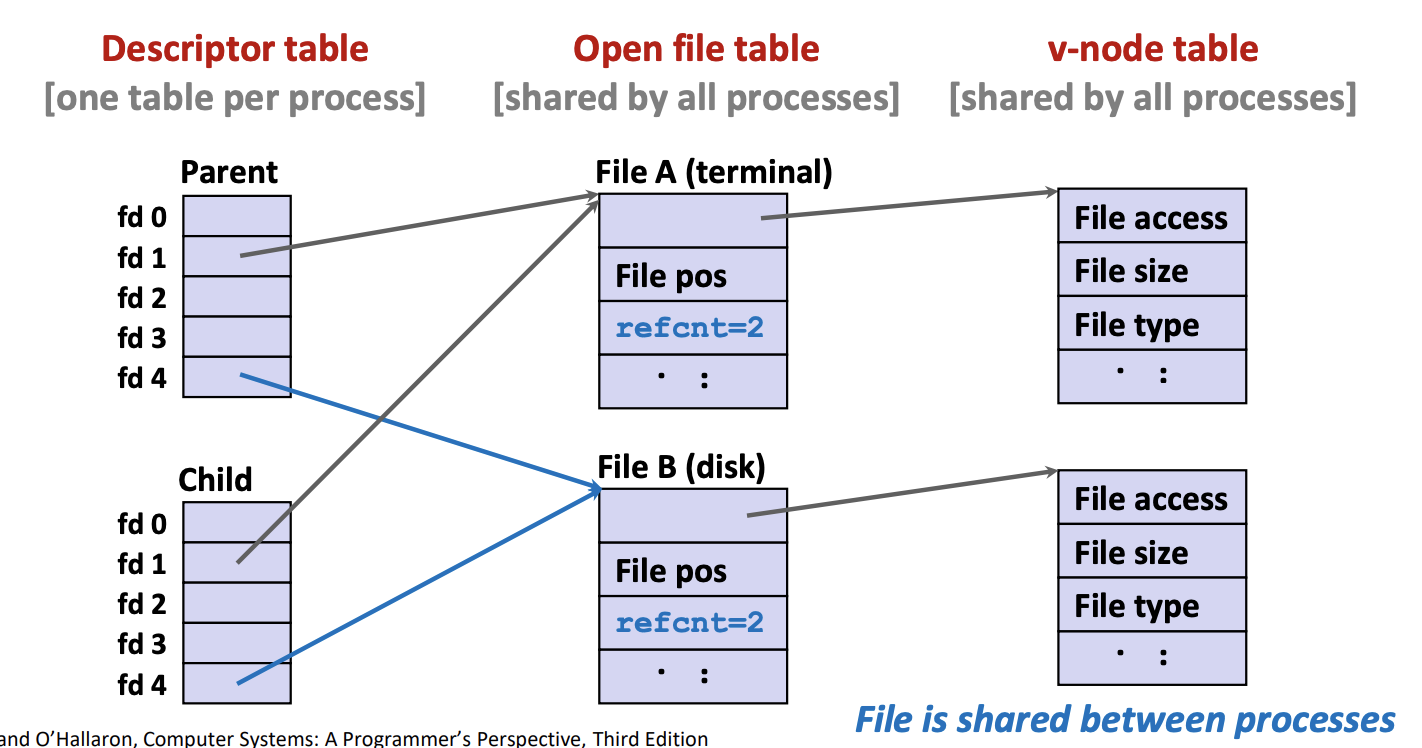 Descriptor table
[one table per process]
Open file table
[shared by all processes]
v-node table
[shared by all processes]
Parent
fd 0
fd 1
fd 2
fd 3
fd 4
Child
fd 0
fd 1
fd 2
fd 3
fd 4
File A (terminal)
File pos
refcnt=2
File B (disk)
File pos
refcnt=2
File access
File size
File type
File access
File size
File type
File is shared between processes
and O’Hallaron, Computer Systems: A Programmer’s Perspective, Third Edition